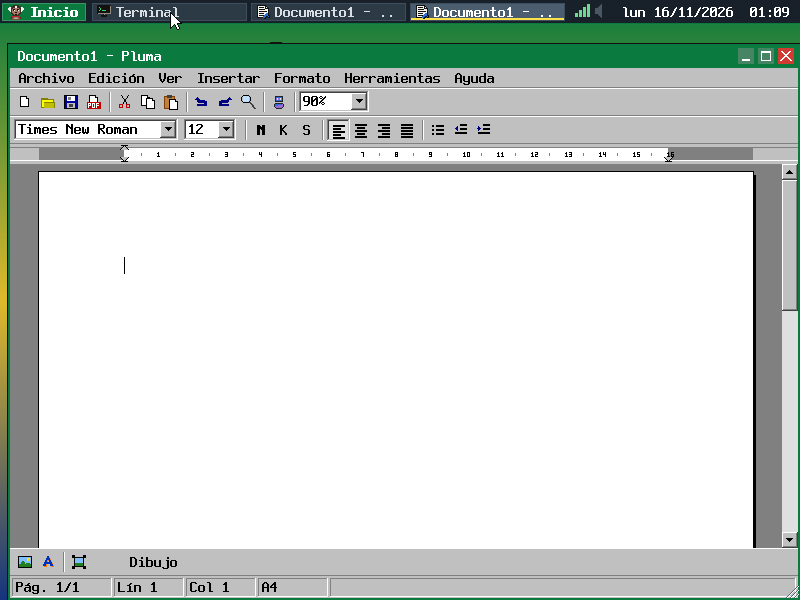 Inicio Terminal Documento1 - .. Documento1 - .. lun 16/11/2026 01:09
Documento1 - Pluma
Archivo Edición Ver Insertar Formato Herramientas Ayuda
PDF 90%
Times New Roman 12 N K S
1 2 3 4 5 6 7 8 9 10 11 12 13 14 15 16
A Dibujo
Pág. 1/1 Lín 1 Col 1 A4